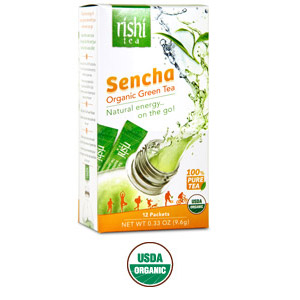 rishi
tea
Sencha
Organic Green Tea
Natural energy...
on the go!
100%
PURE
TEA
USDA
ORGANIC
12 Packets
NET WT 0.33 OZ (9.6g)
USDA
ORGANIC